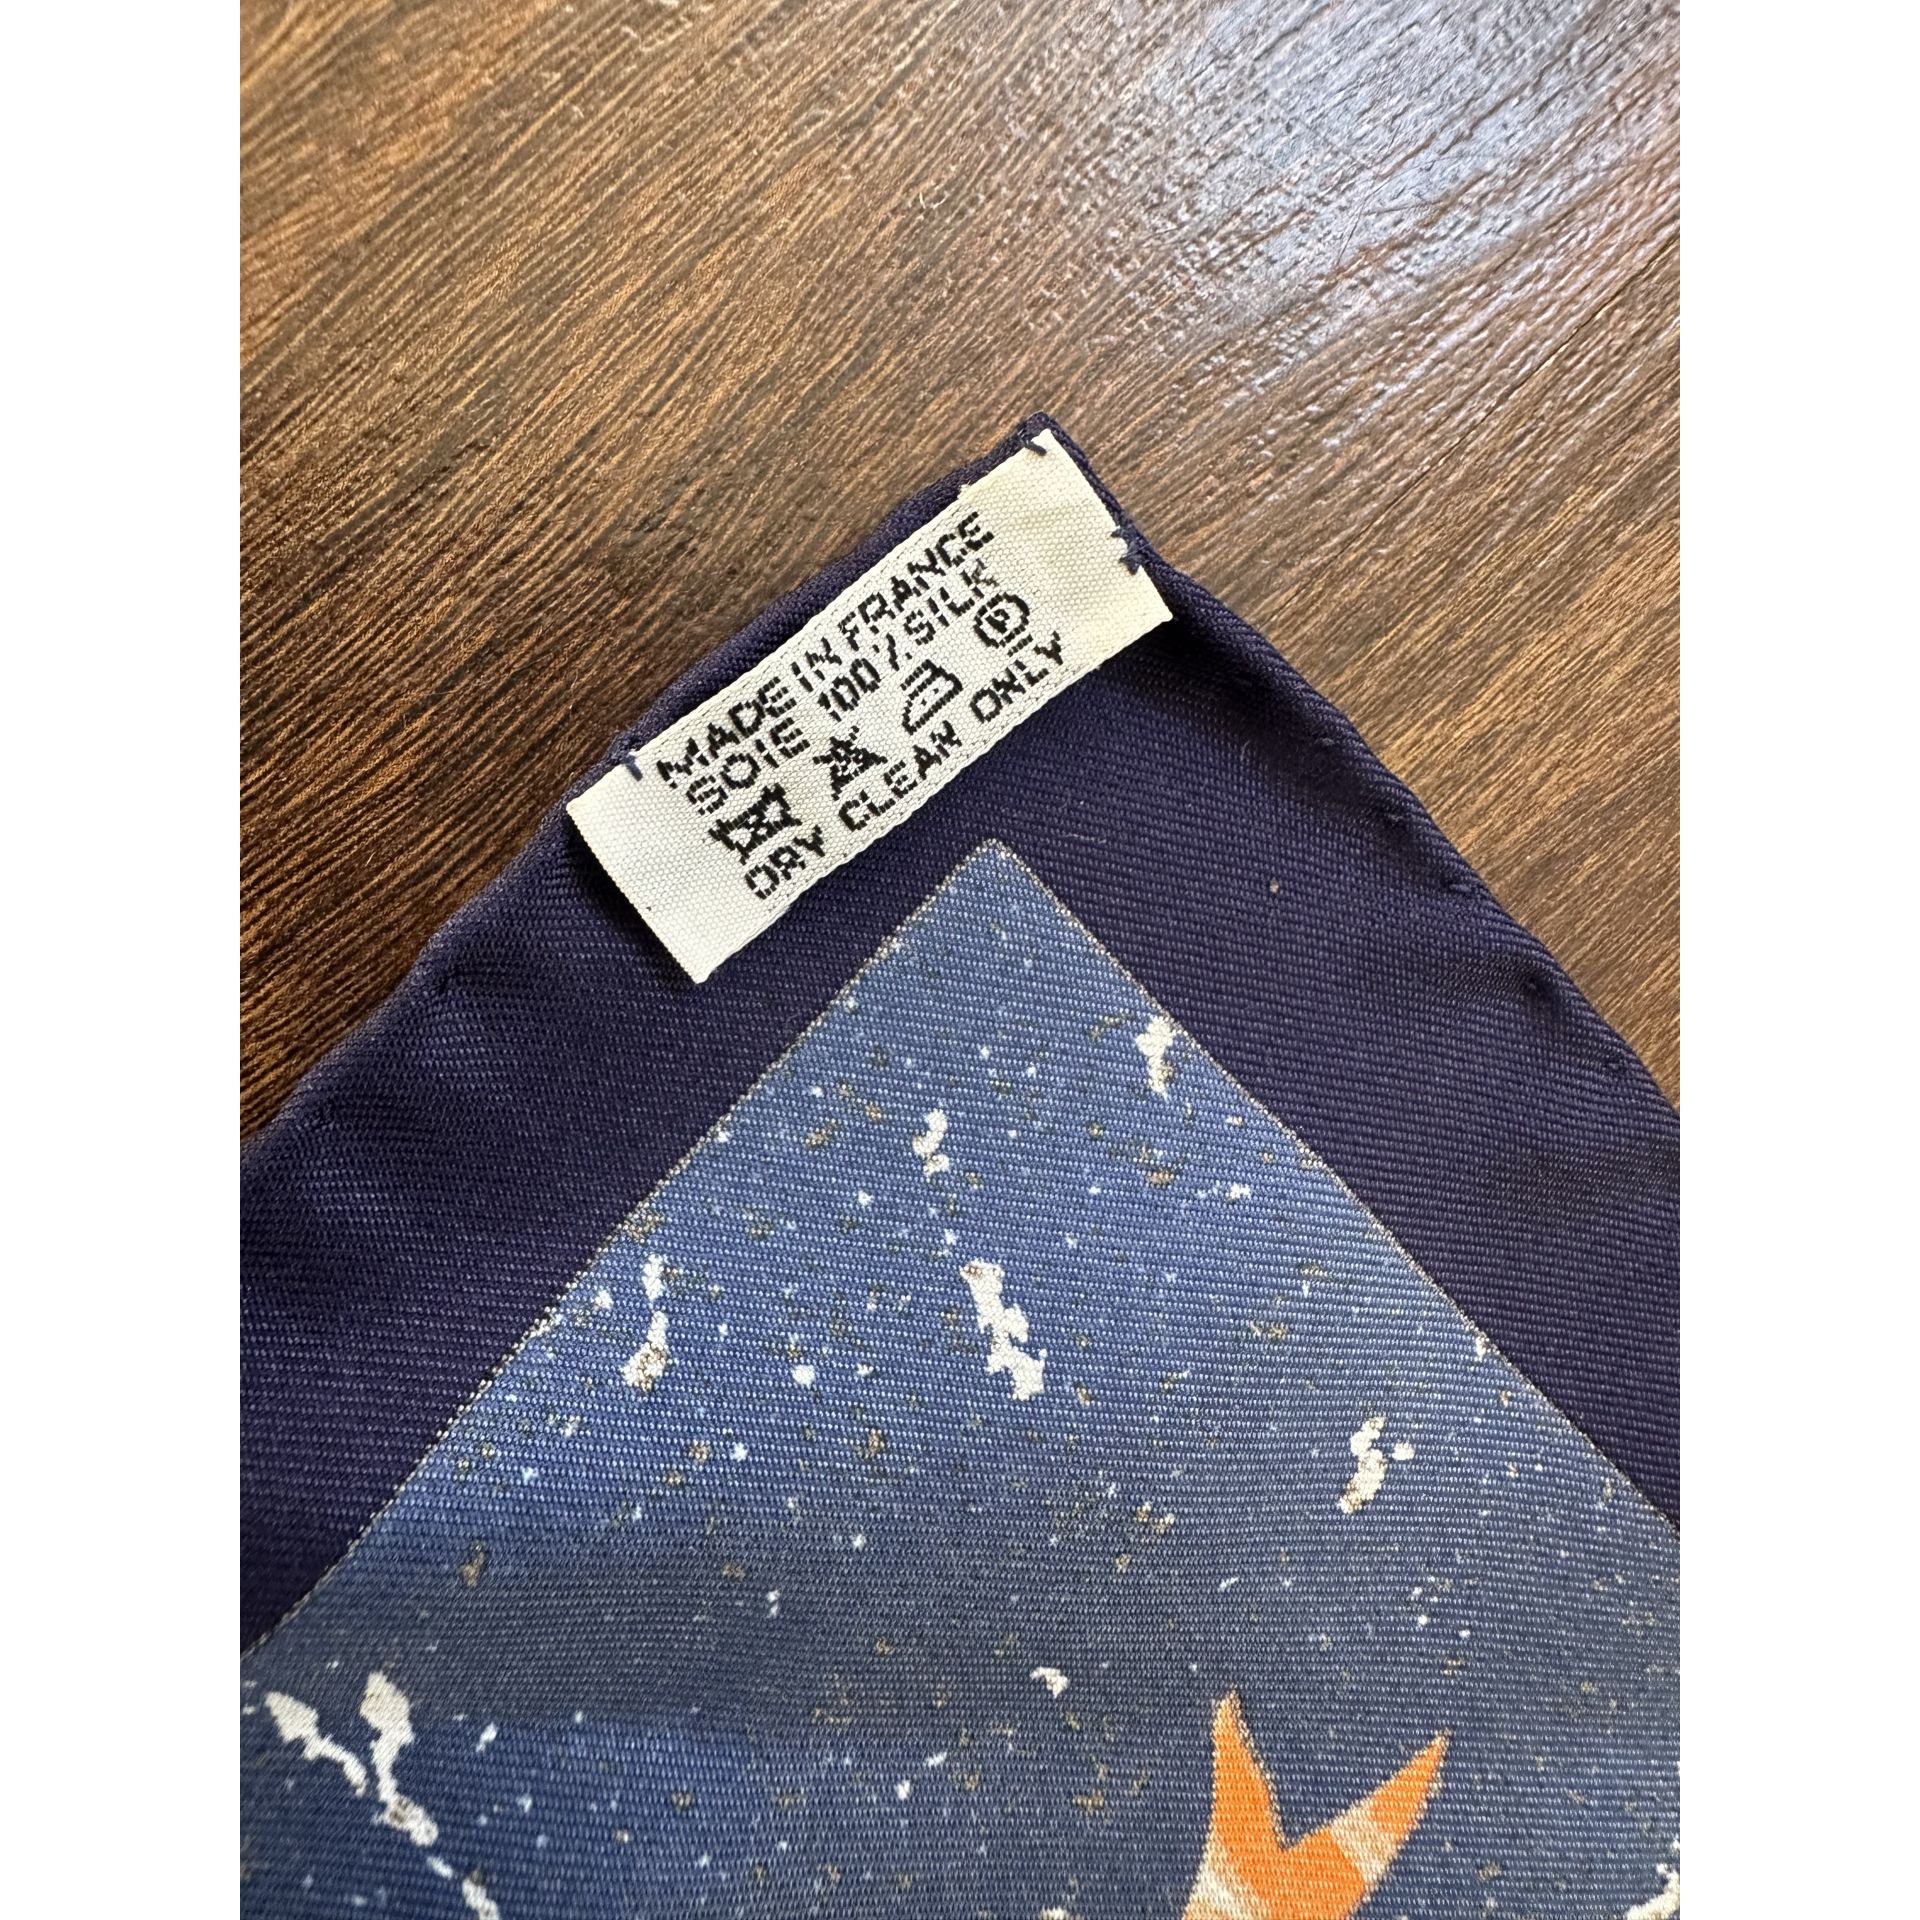 MADE IN FRANCE
SOIE 100% SILK
P
DRY CLEAN ONLY